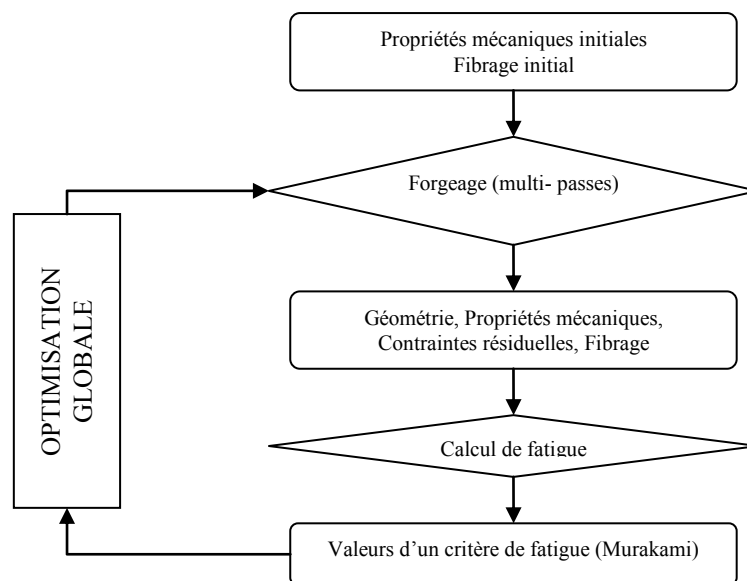 Propriétés mécaniques initiales
Fibrage initial
Forgeage (multi- passes)
Géométrie, Propriétés mécaniques,
Contraintes résiduelles, Fibrage
Calcul de fatigue
Valeurs d'un critère de fatigue (Murakami)
OPTIMISATION
GLOBALE